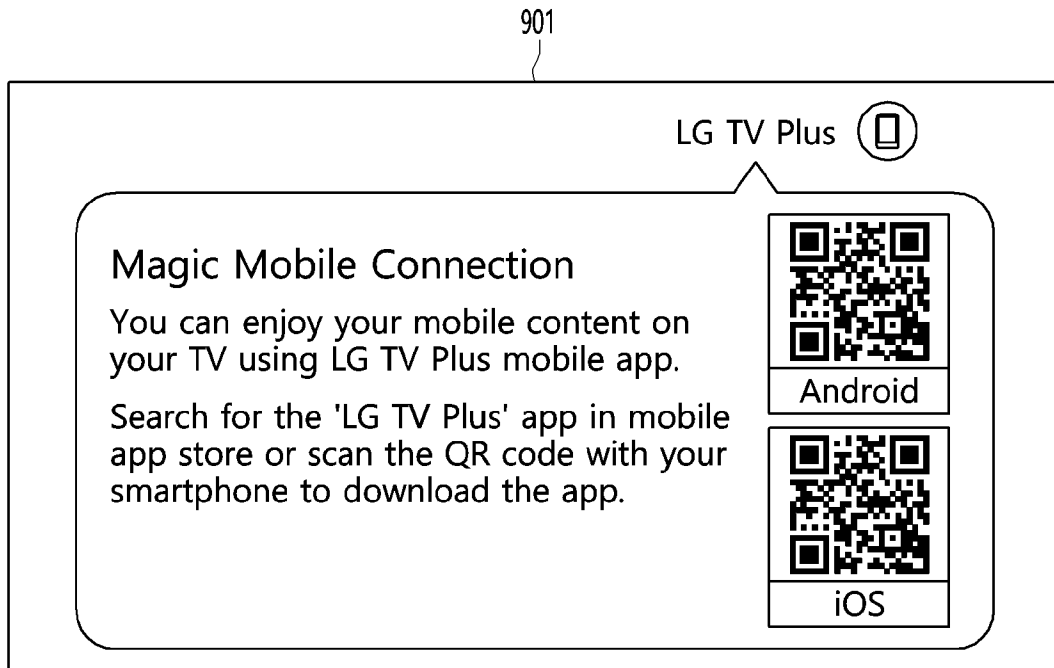 901
LG TV Plus
Magic Mobile Connection
You can enjoy your mobile content on
your TV using LG TV Plus mobile app.
Search for the 'LG TV Plus' app in mobile
app store or scan the QR code with your
smartphone to download the app.
Android
iOS